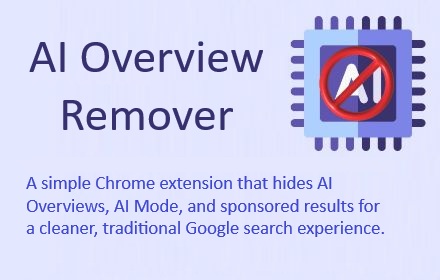 AI Overview
Remover
AI
A simple Chrome extension that hides AI
Overviews, AI Mode, and sponsored results for
a cleaner, traditional Google search experience.